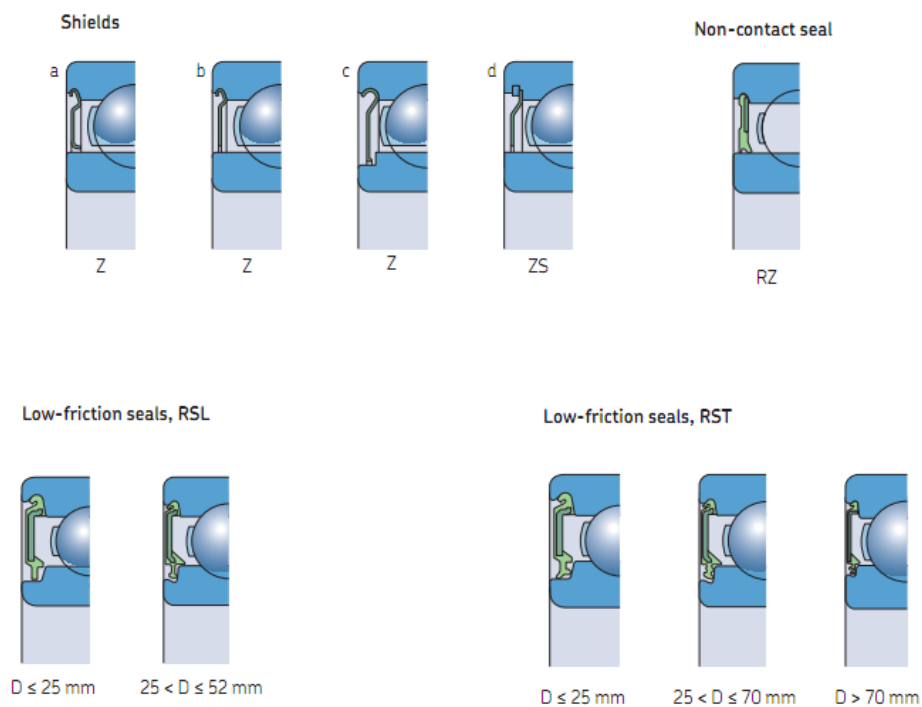 Shields
Non-contact seal
a
b
c
d
Z
Z
Z
ZS
RZ
Low-friction seals, RSL
Low-friction seals, RST
D ≤ 25 mm
25 < D ≤ 52 mm
D ≤ 25 mm
25 < D ≤ 70 mm
D > 70 mm